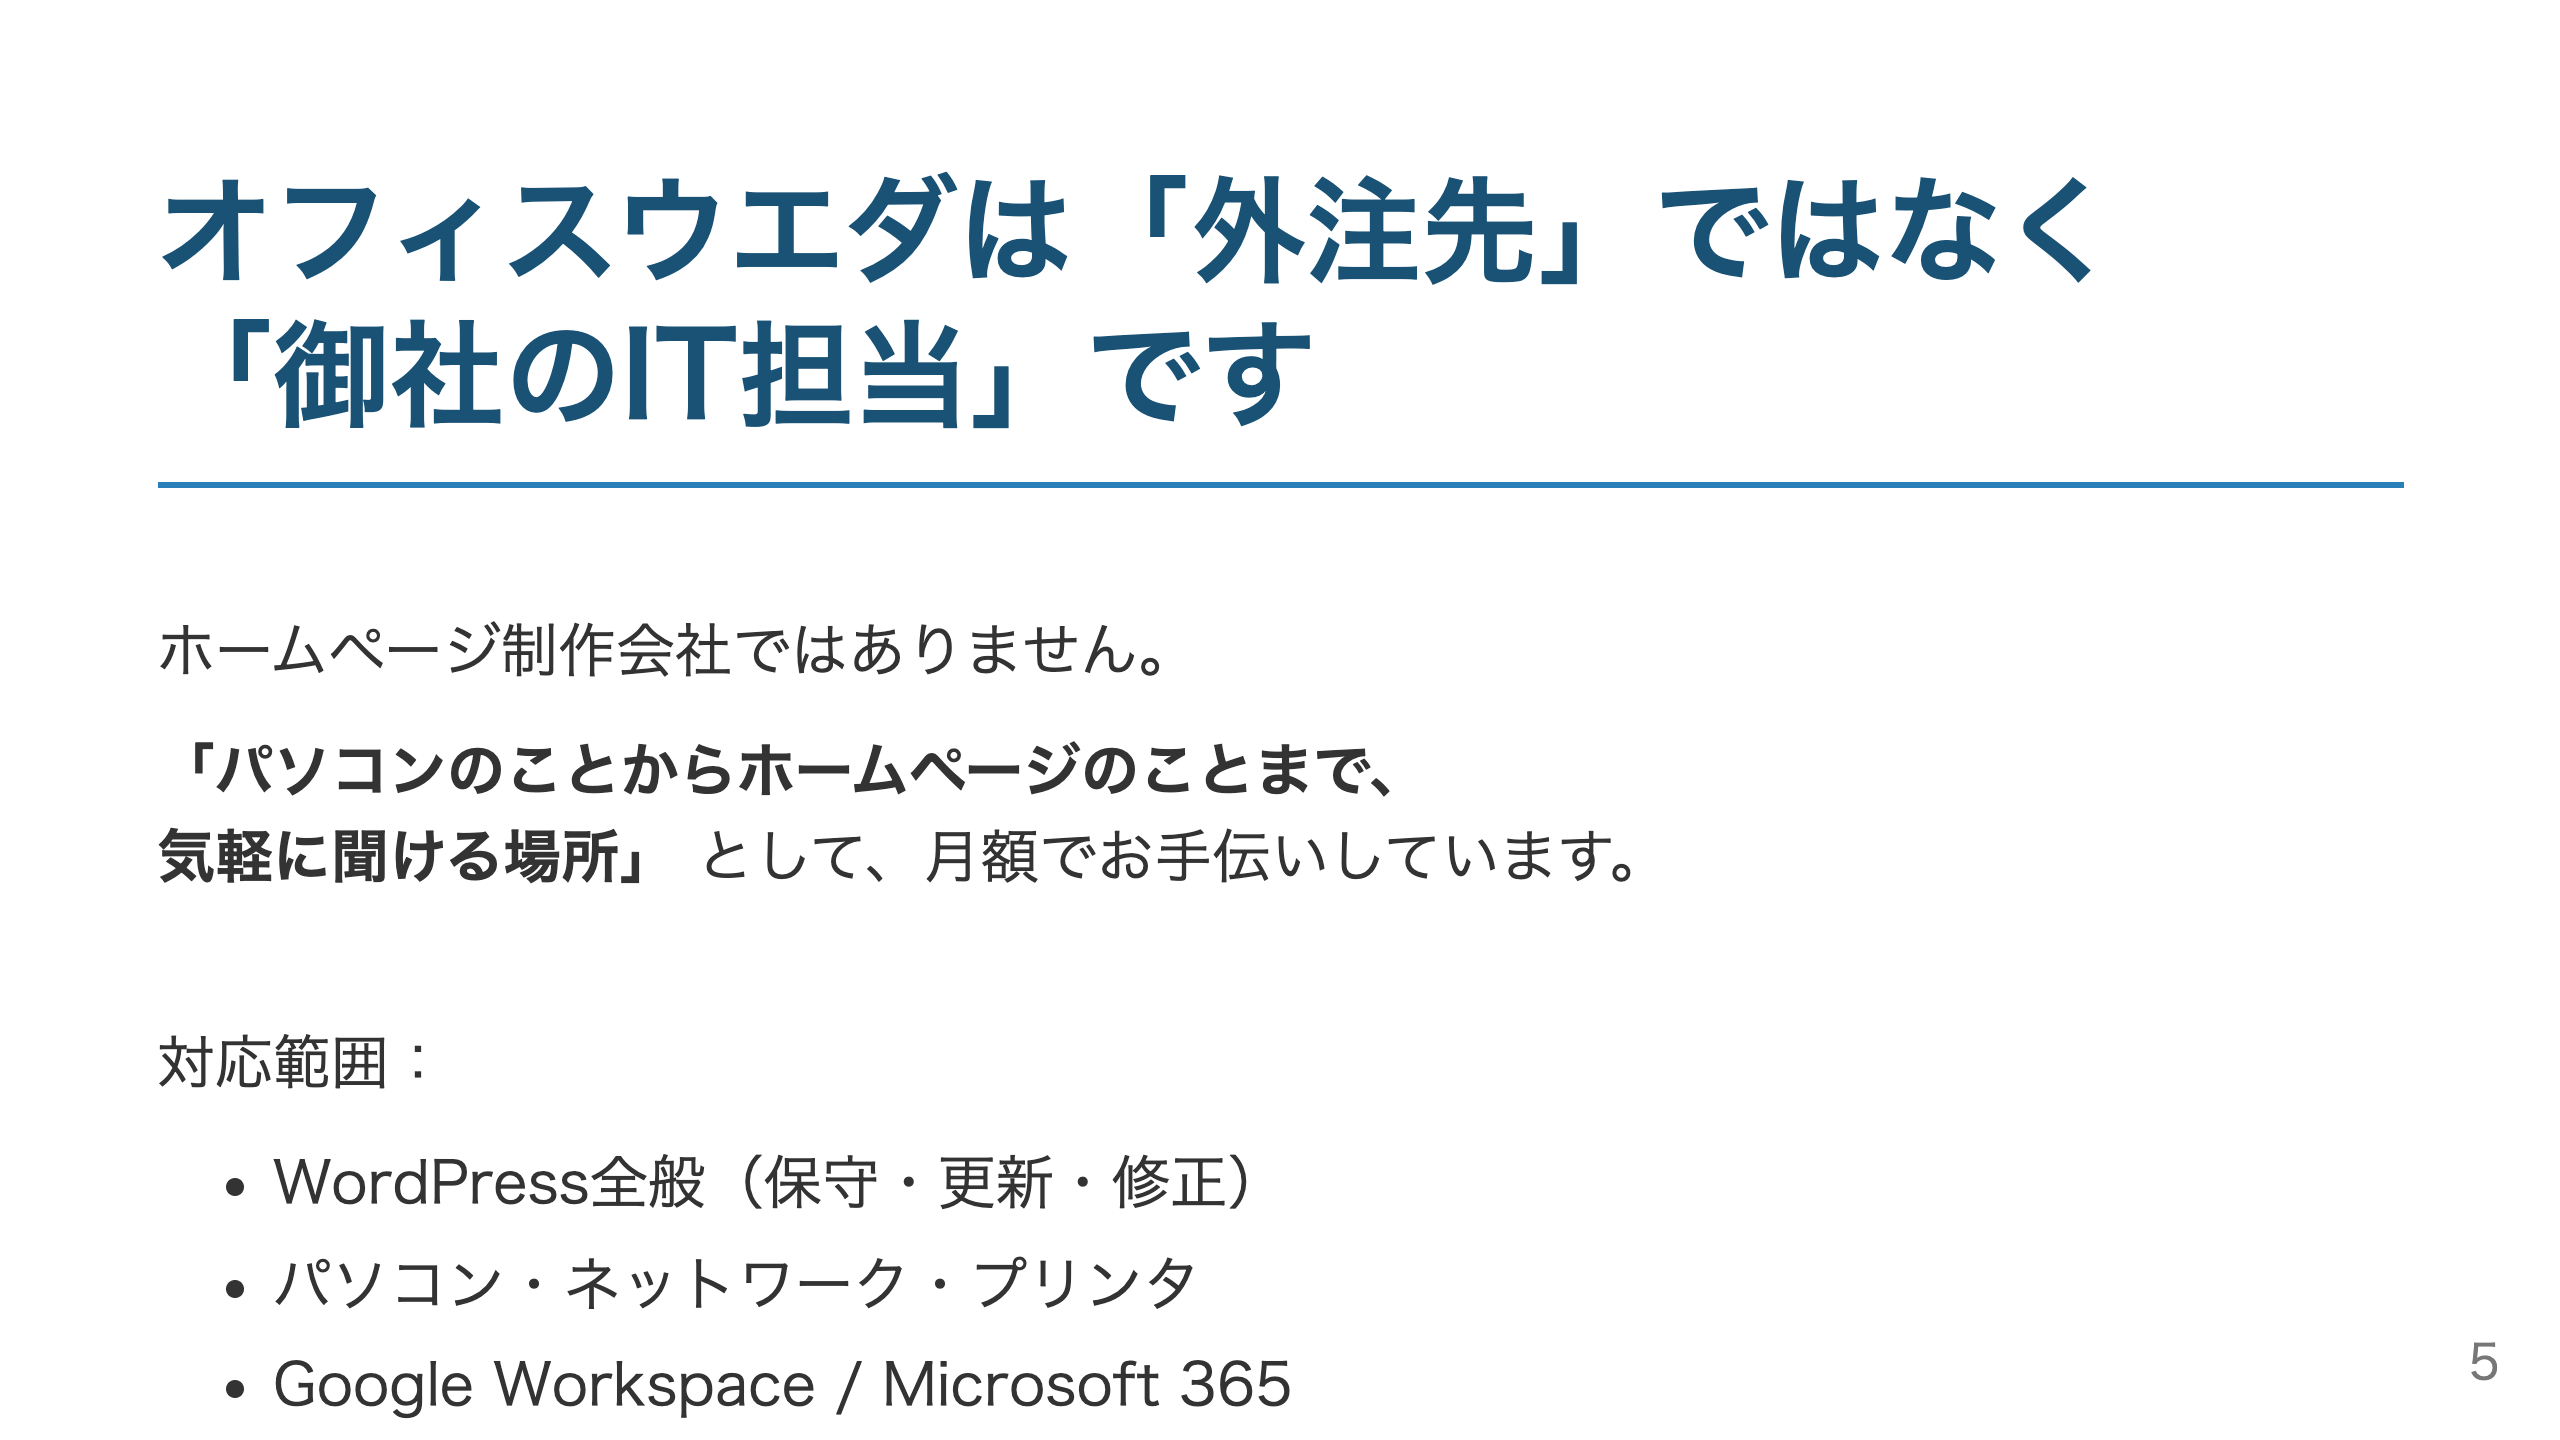 オフィスウエダは「外注先」ではなく
「御社のIT担当」です
ホームページ制作会社ではありません。
「パソコンのことからホームページのことまで、
気軽に聞ける場所」 として、月額でお手伝いしています。
対応範囲：
• WordPress全般（保守・更新・修正）
• パソコン・ネットワーク・プリンタ
• Google Workspace / Microsoft 365
5